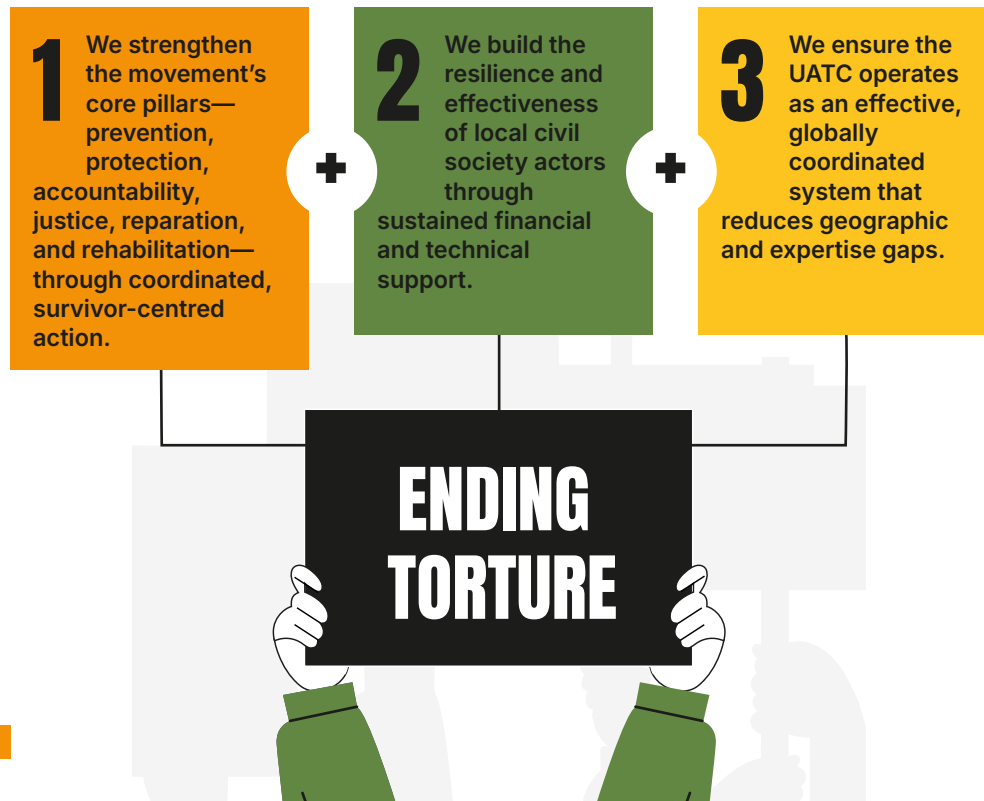 1
We strengthen
the movement’s
core pillars—
prevention,
protection,
accountability,
justice, reparation,
and rehabilitation—
through coordinated,
survivor-centred
action.
2
We build the
resilience and
effectiveness
of local civil
society actors
through
sustained financial
and technical
support.
3
We ensure the
UATC operates
as an effective,
globally
coordinated
system that
reduces geographic
and expertise gaps.
ENDING
TORTURE